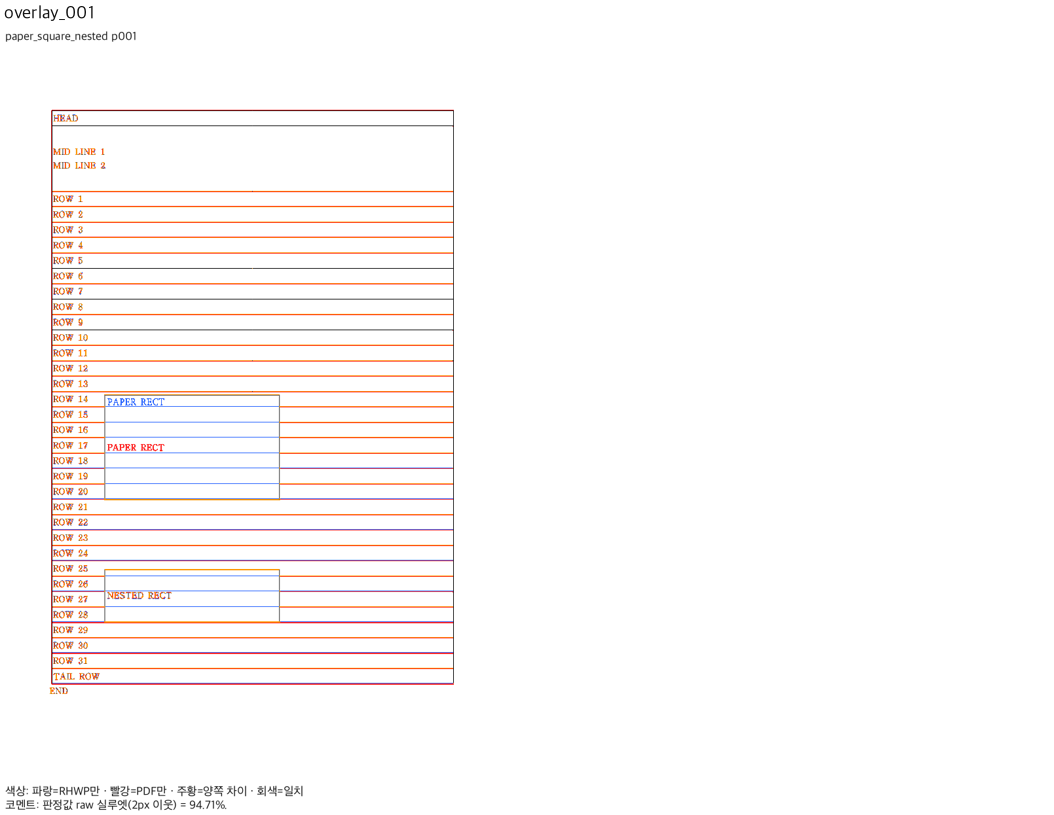 overlay_001
paper_square_nested p001
HEAD
MID LINE 1
MID LINE 2
ROW 1
ROW 2
ROW 3
ROW 4
ROW 5
ROW 6
ROW 7
ROW 8
ROW 9
ROW 10
ROW 11
ROW 12
ROW 13
ROW 14
PAPER RECT
ROW 15
ROW 16
ROW 17
PAPER RECT
ROW 18
ROW 19
ROW 20
ROW 21
ROW 22
ROW 23
ROW 24
ROW 25
ROW 26
ROW 27
NESTED RECT
ROW 28
ROW 29
ROW 30
ROW 31
TAIL ROW
END
색상: 파랑=RHWP만 · 빨강=PDF만 · 주황=양쪽 차이 · 회색=일치
코멘트: 판정값 raw 실루엣(2px 이웃) = 94.71%.